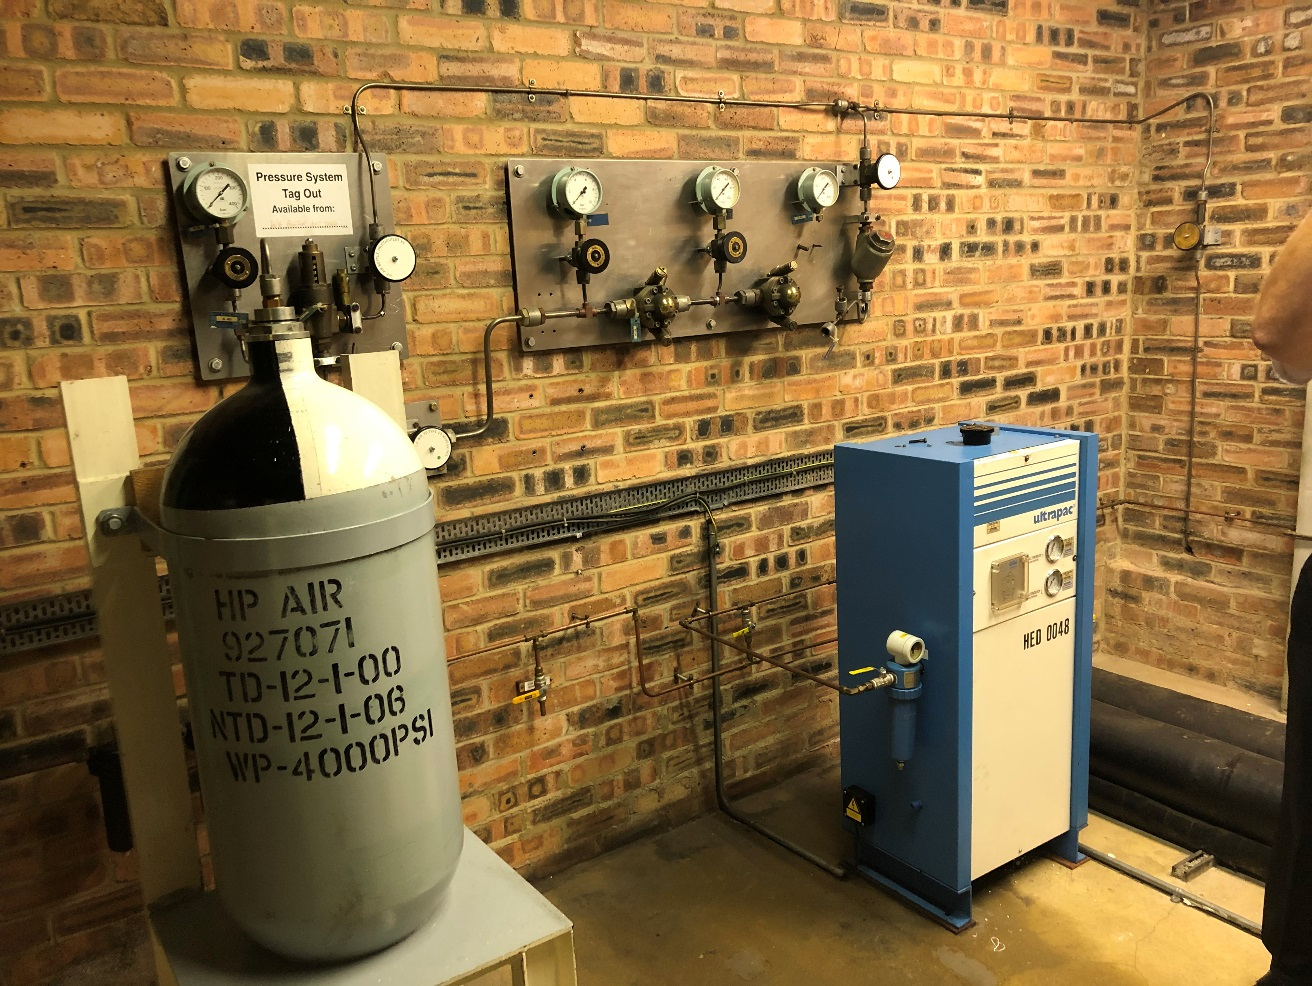 Pressure System
Tag Out
Available from:
HP AIR
927071
TD-12-1-00
NTD-12-1-06
WP-4000PSI
ultrapac
HED 0048